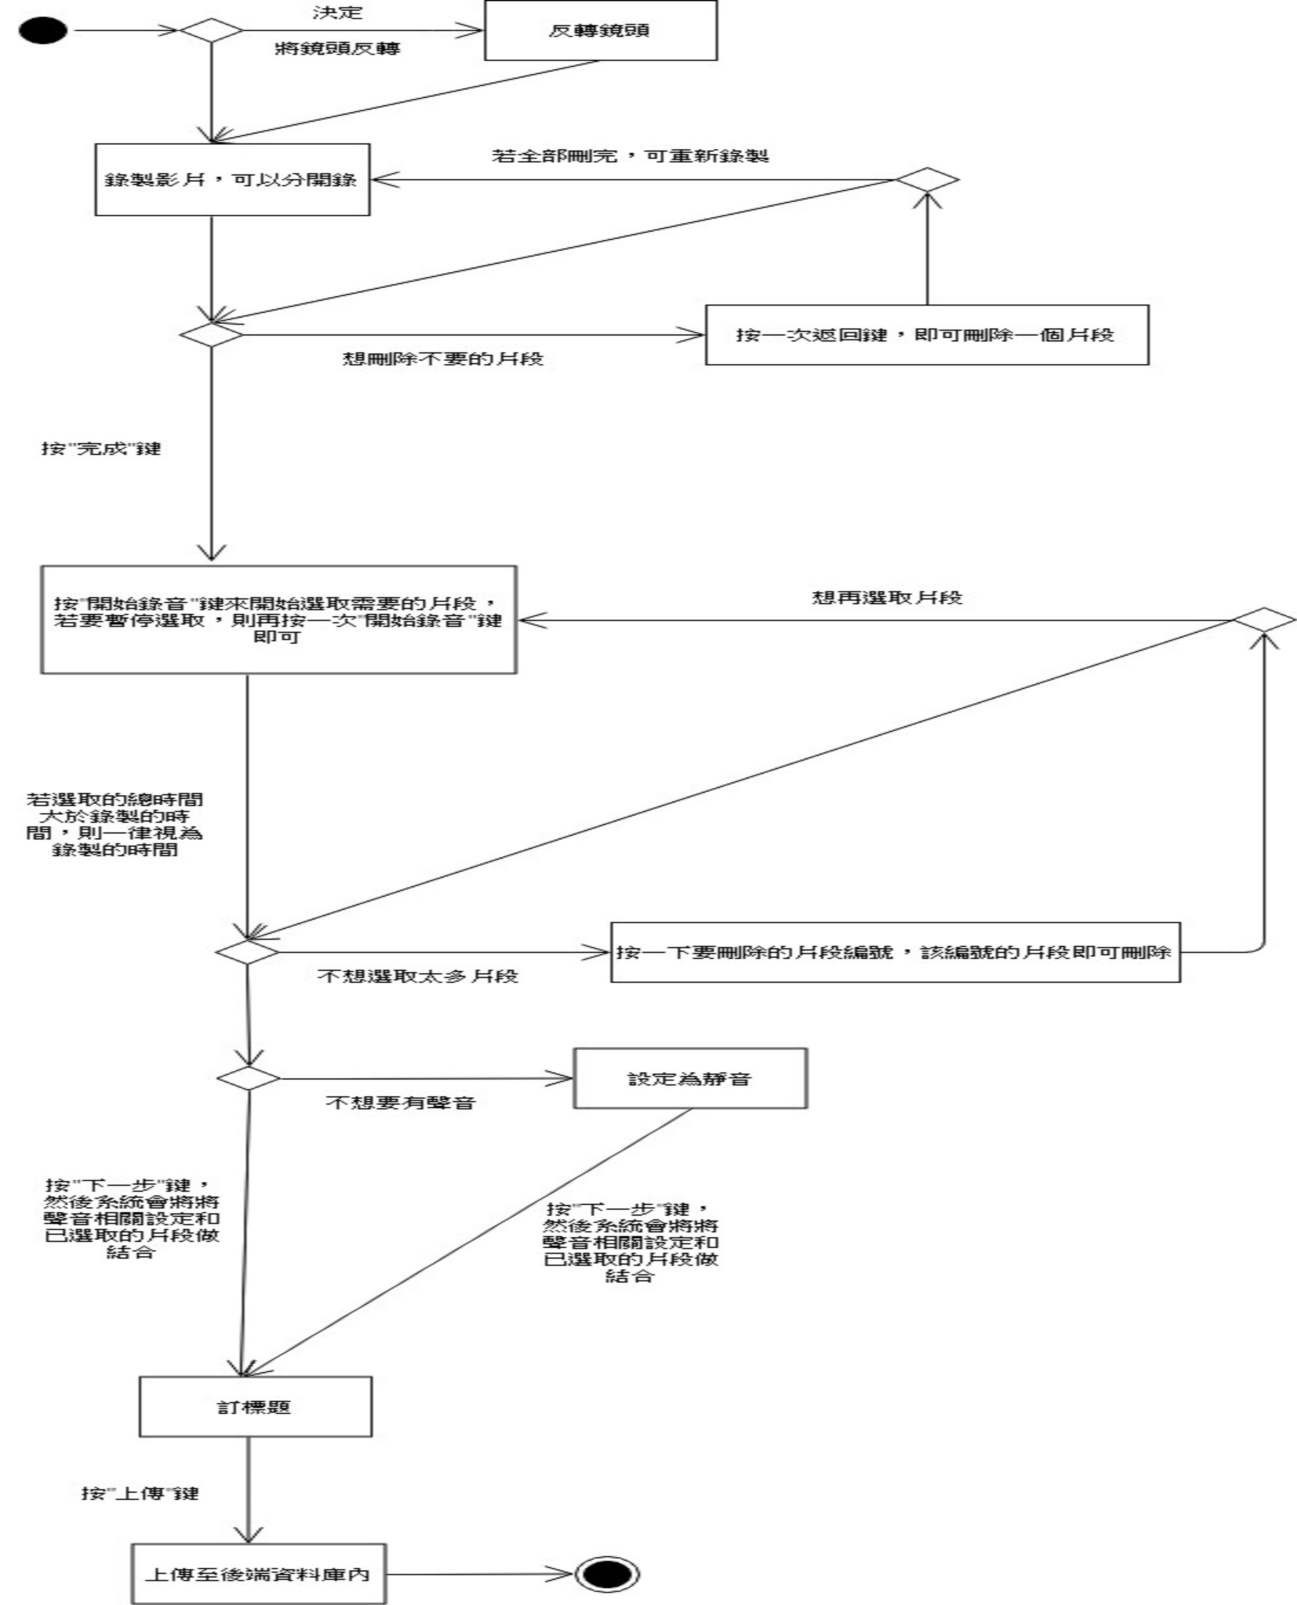 決定
將鏡頭反轉
反轉鏡頭
若全部刪完，可重新錄製
錄製影片，可以分開錄
按一次返回鍵，即可刪除一個片段
想刪除不要的片段
按"完成"鍵
按"開始錄音"鍵來開始選取需要的片段，
若要暫停選取，則再按一次"開始錄音"鍵
即可
想再選取片段
若選取的總時間
大於錄製的時
間，則一律視為
錄製的時間
按一下要刪除的片段編號，該編號的片段即可刪除
不想選取太多片段
設定為靜音
不想要有聲音
按"下一步"鍵，
然後系統會將將
聲音相關設定和
已選取的片段做
結合
按"下一步"鍵，
然後系統會將將
聲音相關設定和
已選取的片段做
結合
訂標題
按"上傳"鍵
上傳至後端資料庫內